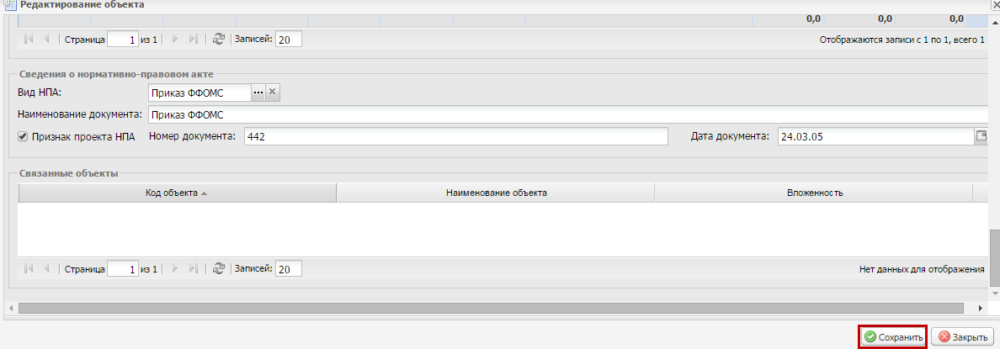 Редактирование объекта
0,0 0,0 0,0
Страница 1 из 1 Записей: 20 Отображаются записи с 1 по 1, всего 1
Сведения о нормативно-правовом акте
Вид НПА: Приказ ФФОМС ...
Наименование документа: Приказ ФФОМС
Признак проекта НПА Номер документа: 442 Дата документа: 24.03.05
Связанные объекты
Код объекта Наименование объекта Вложенность
Страница 1 из 1 Записей: 20 Нет данных для отображения
Сохранить Закрыть